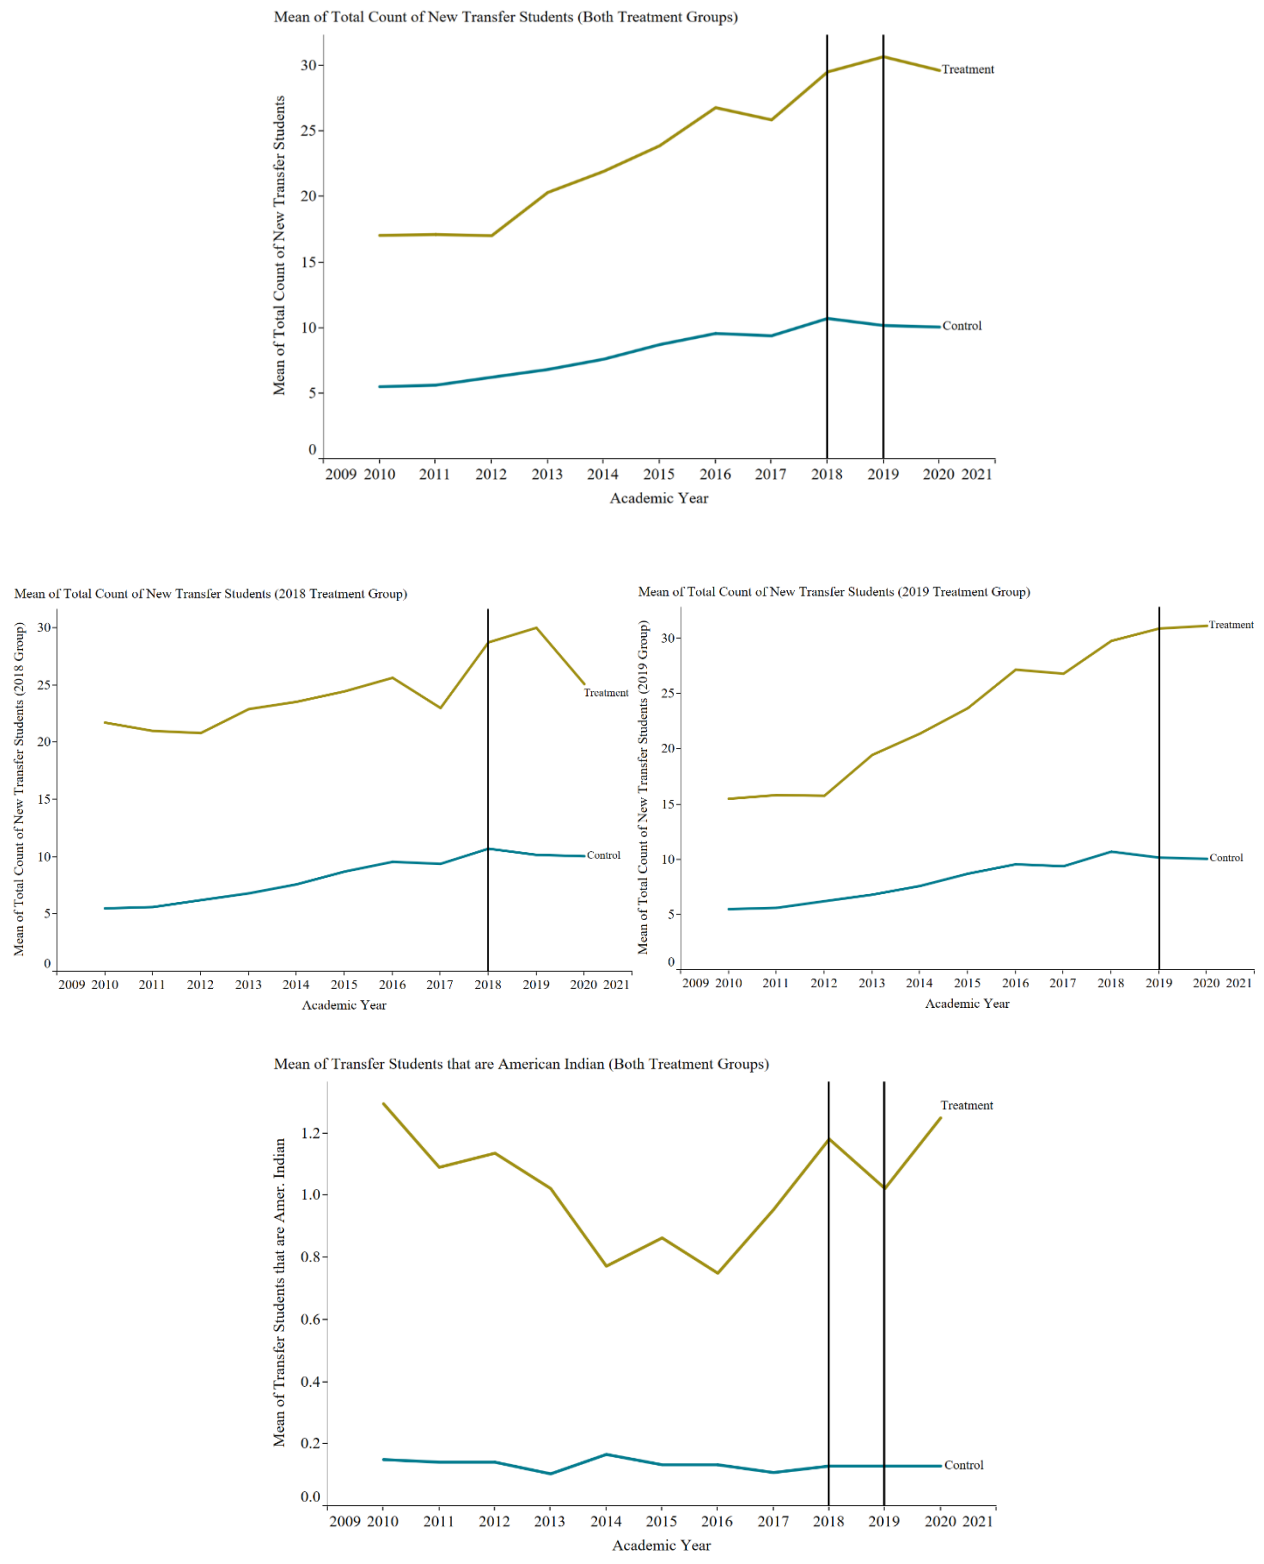 Mean of Total Count of New Transfer Students (Both Treatment Groups)
Mean of Total Count of New Transfer Students
30
25
20
15
10
5
0
Treatment
Control
2009 2010 2011 2012 2013 2014 2015 2016 2017 2018 2019 2020 2021
Academic Year
Mean of Total Count of New Transfer Students (2018 Treatment Group)
Mean of Total Count of New Transfer Students (2018 Group)
30
25
20
15
10
5
0
Treatment
Control
2009 2010 2011 2012 2013 2014 2015 2016 2017 2018 2019 2020 2021
Academic Year
Mean of Total Count of New Transfer Students (2019 Treatment Group)
Mean of Total Count of New Transfer Students (2019 Group)
30
25
20
15
10
5
0
Treatment
Control
2009 2010 2011 2012 2013 2014 2015 2016 2017 2018 2019 2020 2021
Academic Year
Mean of Transfer Students that are American Indian (Both Treatment Groups)
Mean of Transfer Students that are Amer. Indian
1.2
1.0
0.8
0.6
0.4
0.2
0.0
Treatment
Control
2009 2010 2011 2012 2013 2014 2015 2016 2017 2018 2019 2020 2021
Academic Year